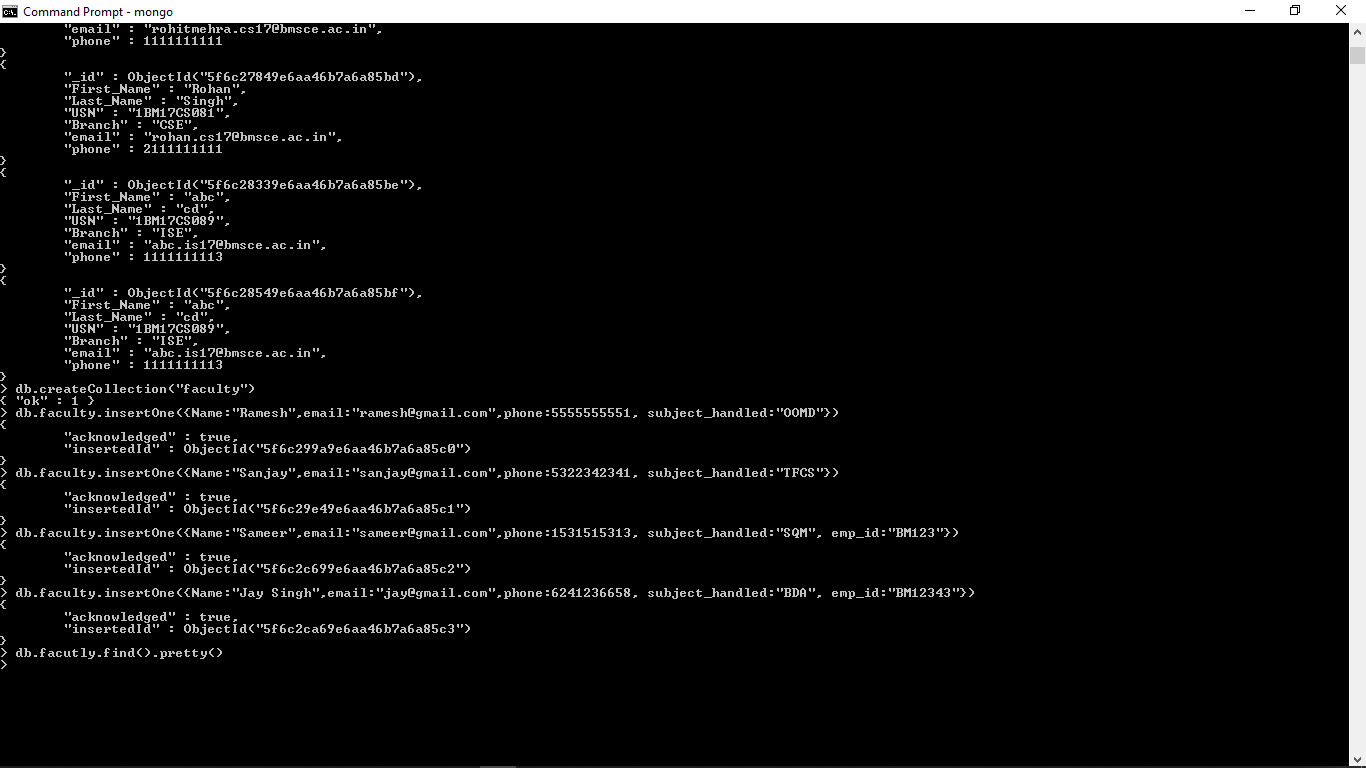 Command Prompt - mongo
"email" : "rohitmehra.cs17@bmsce.ac.in",
"phone" : 1111111111
}
{
"_id" : ObjectId("5f6c27849e6aa46b7a6a85bd"),
"First_Name" : "Rohan",
"Last_Name" : "Singh",
"USN" : "1BM17CS081",
"Branch" : "CSE",
"email" : "rohan.cs17@bmsce.ac.in",
"phone" : 2111111111
}
{
"_id" : ObjectId("5f6c28339e6aa46b7a6a85be"),
"First_Name" : "abc",
"Last_Name" : "cd",
"USN" : "1BM17CS089",
"Branch" : "ISE",
"email" : "abc.is17@bmsce.ac.in",
"phone" : 1111111113
}
{
"_id" : ObjectId("5f6c28549e6aa46b7a6a85bf"),
"First_Name" : "abc",
"Last_Name" : "cd",
"USN" : "1BM17CS089",
"Branch" : "ISE",
"email" : "abc.is17@bmsce.ac.in",
"phone" : 1111111113
}
> db.createCollection("faculty")
{ "ok" : 1 }
> db.faculty.insertOne({Name:"Ramesh",email:"ramesh@gmail.com",phone:5555555551, subject_handled:"OOMD"})
{
"acknowledged" : true,
"insertedId" : ObjectId("5f6c299a9e6aa46b7a6a85c0")
}
> db.faculty.insertOne({Name:"Sanjay",email:"sanjay@gmail.com",phone:5322342341, subject_handled:"TFCS"})
{
"acknowledged" : true,
"insertedId" : ObjectId("5f6c29e49e6aa46b7a6a85c1")
}
> db.faculty.insertOne({Name:"Sameer",email:"sameer@gmail.com",phone:1531515313, subject_handled:"SQM", emp_id:"BM123"})
{
"acknowledged" : true,
"insertedId" : ObjectId("5f6c2c699e6aa46b7a6a85c2")
}
> db.faculty.insertOne({Name:"Jay Singh",email:"jay@gmail.com",phone:6241236658, subject_handled:"BDA", emp_id:"BM12343"})
{
"acknowledged" : true,
"insertedId" : ObjectId("5f6c2ca69e6aa46b7a6a85c3")
}
> db.facutly.find().pretty()
>